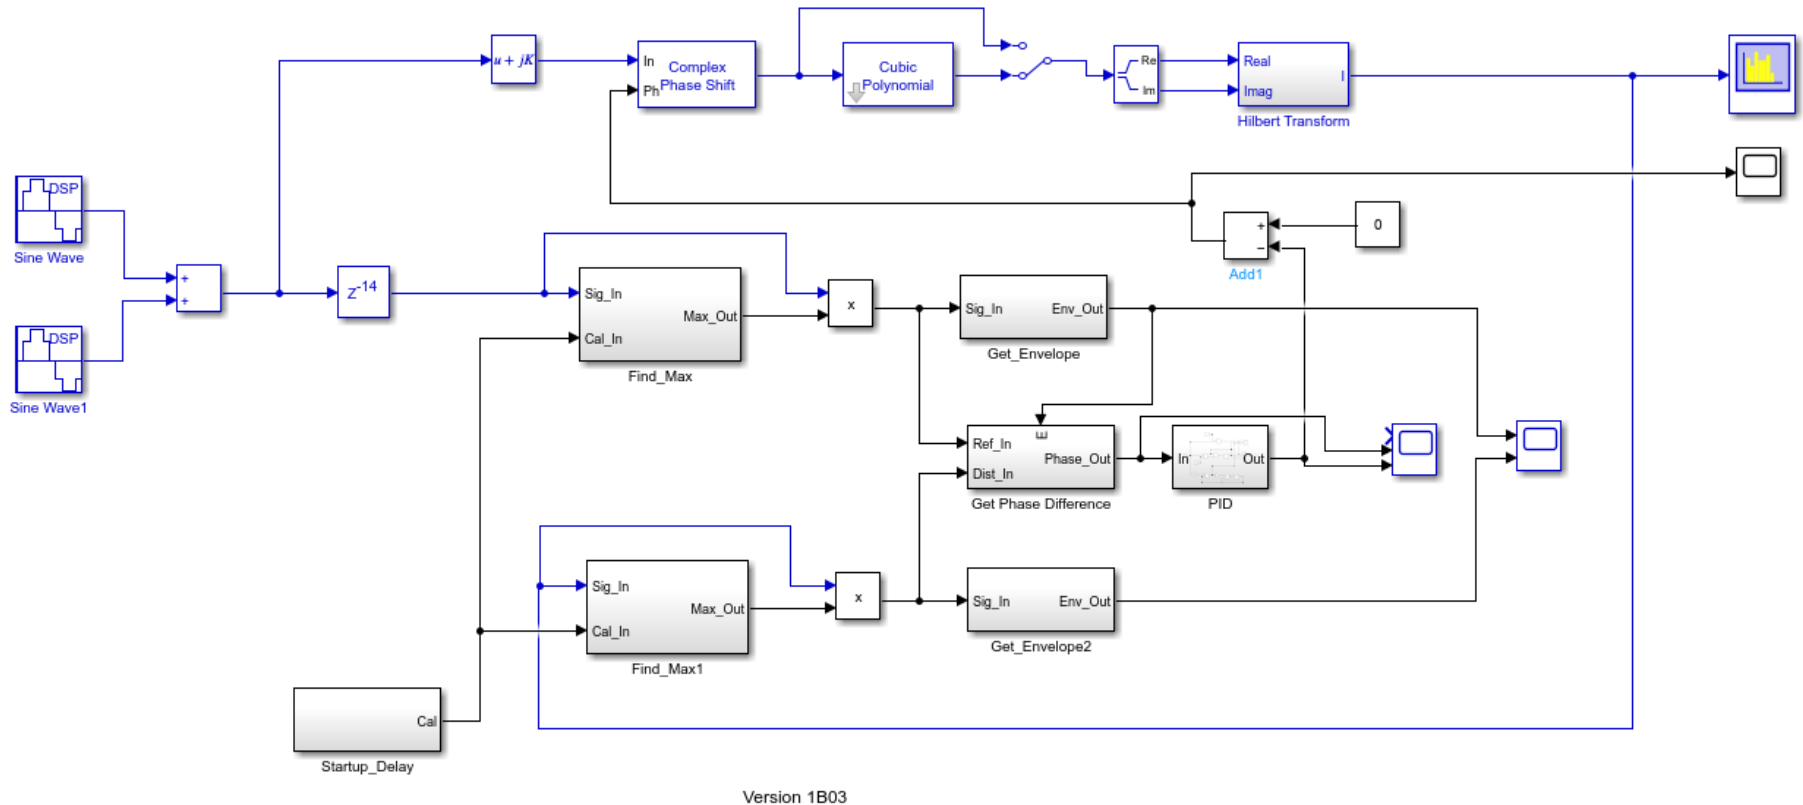 u + jK
In
Ph
Complex
Phase Shift
Cubic
Polynomial
Re
Im
Real
Imag
I
Hilbert Transform
DSP
Sine Wave
+
+
DSP
Sine Wave1
Z-14
Sig_In
Cal_In
Max_Out
Find_Max
x
Sig_In
Env_Out
Get_Envelope
+
−
Add1
0
E
Ref_In
Dist_In
Phase_Out
Get Phase Difference
In
Out
PID
Sig_In
Cal_In
Max_Out
Find_Max1
x
Sig_In
Env_Out
Get_Envelope2
Cal
Startup_Delay
Version 1B03